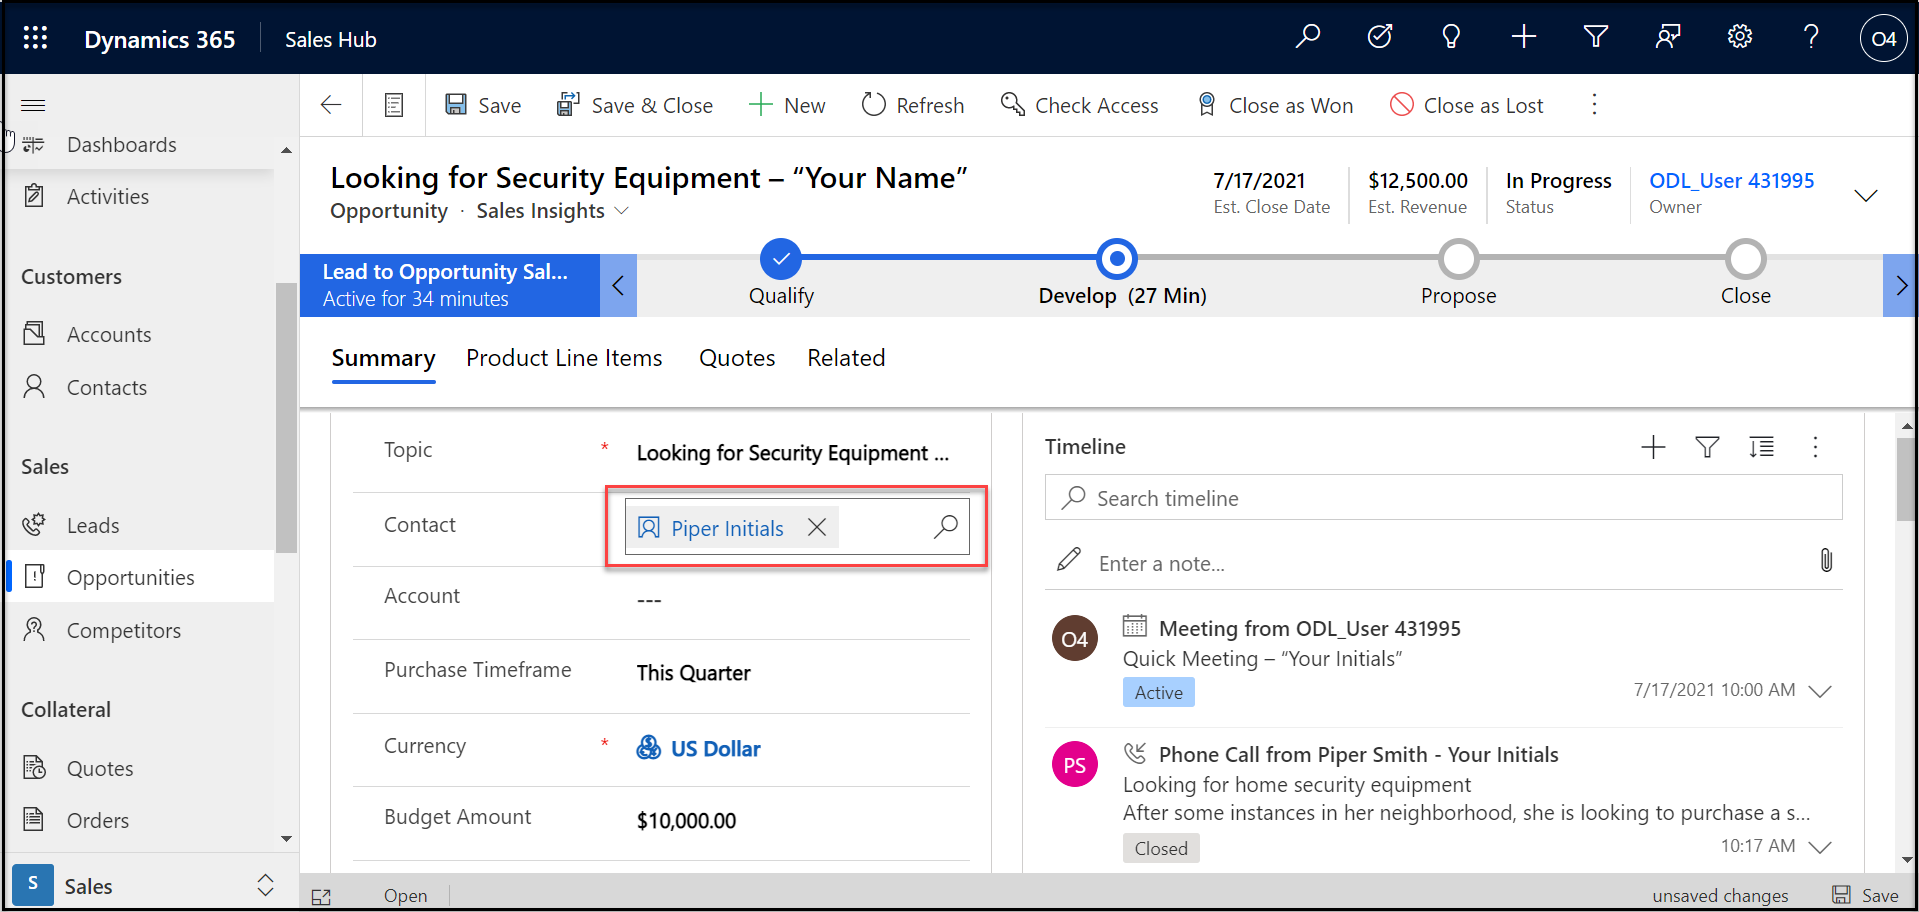 Dynamics 365
Sales Hub
O4
Dashboards
Activities
Customers
Accounts
Contacts
Sales
Leads
Opportunities
Competitors
Collateral
Quotes
Orders
S
Sales
Save
Save & Close
New
Refresh
Check Access
Close as Won
Close as Lost
Looking for Security Equipment – “Your Name”
Opportunity · Sales Insights
7/17/2021
Est. Close Date
$12,500.00
Est. Revenue
In Progress
Status
ODL_User 431995
Owner
Lead to Opportunity Sal...
Active for 34 minutes
Qualify
Develop (27 Min)
Propose
Close
Summary
Product Line Items
Quotes
Related
Topic * Looking for Security Equipment ...
Contact Piper Initials
Account ---
Purchase Timeframe This Quarter
Currency * US Dollar
Budget Amount $10,000.00
Timeline
Search timeline
Enter a note...
O4
Meeting from ODL_User 431995
Quick Meeting – “Your Initials”
Active
7/17/2021 10:00 AM
PS
Phone Call from Piper Smith - Your Initials
Looking for home security equipment
After some instances in her neighborhood, she is looking to purchase a s...
Closed
10:17 AM
Open
unsaved changes
Save